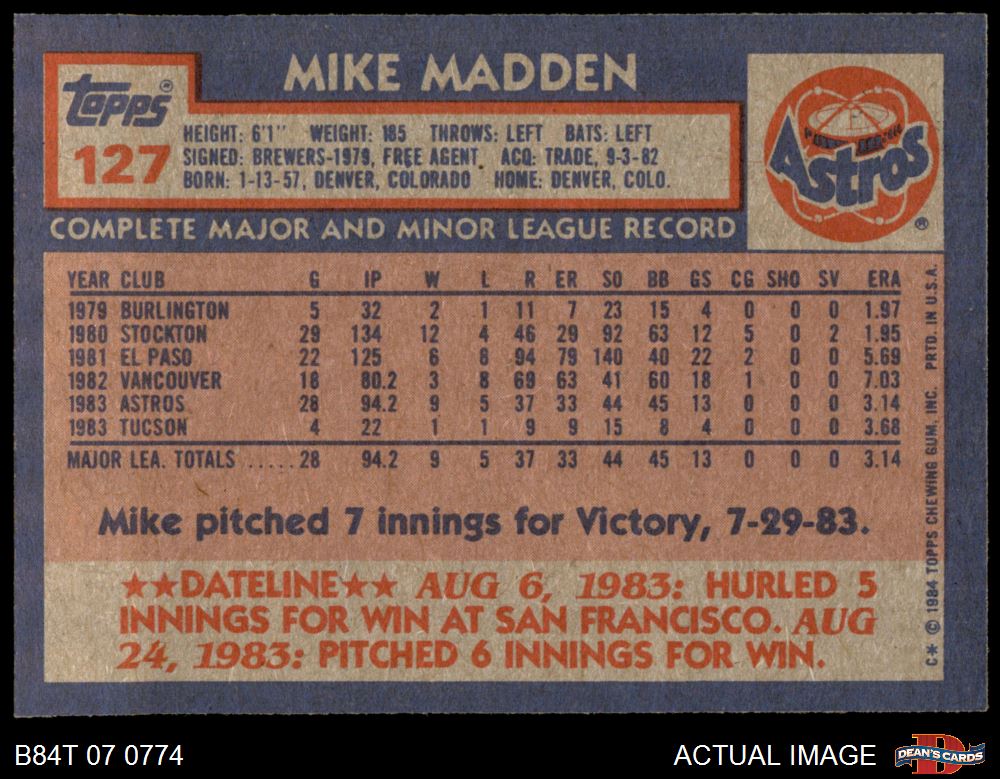 MIKE MADDEN
Topps®
127
HEIGHT: 6'1" WEIGHT: 185 THROWS: LEFT BATS: LEFT
SIGNED: BREWERS-1979, FREE AGENT. ACQ: TRADE, 9-3-82
BORN: 1-13-57, DENVER, COLORADO HOME: DENVER, COLO.
Astros
®
COMPLETE MAJOR AND MINOR LEAGUE RECORD
YEAR CLUB G IP W L R ER SO BB GS CG SHO SV ERA
1979 BURLINGTON 5 32 2 1 11 7 23 15 4 0 0 0 1.97
1980 STOCKTON 29 134 12 4 46 29 92 63 12 5 0 2 1.95
1981 EL PASO 22 125 6 8 94 79 140 40 22 2 0 0 5.69
1982 VANCOUVER 18 80.2 3 8 69 63 41 60 18 1 0 0 7.03
1983 ASTROS 28 94.2 9 5 37 33 44 45 13 0 0 0 3.14
1983 TUCSON 4 22 1 1 9 9 15 8 4 0 0 0 3.68
MAJOR LEA. TOTALS ..... 28 94.2 9 5 37 33 44 45 13 0 0 0 3.14
Mike pitched 7 innings for Victory, 7-29-83.
★★DATELINE★★ AUG 6, 1983: HURLED 5
INNINGS FOR WIN AT SAN FRANCISCO. AUG
24, 1983: PITCHED 6 INNINGS FOR WIN.
C* © 1984 TOPPS CHEWING GUM, INC. PRTD. IN U.S.A.
B84T 07 0774
ACTUAL IMAGE
DEAN'S CARDS